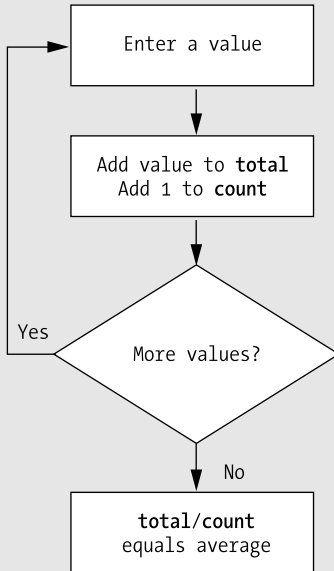 Enter a value
Add value to total
Add 1 to count
More values?
Yes
No
total/count
equals average